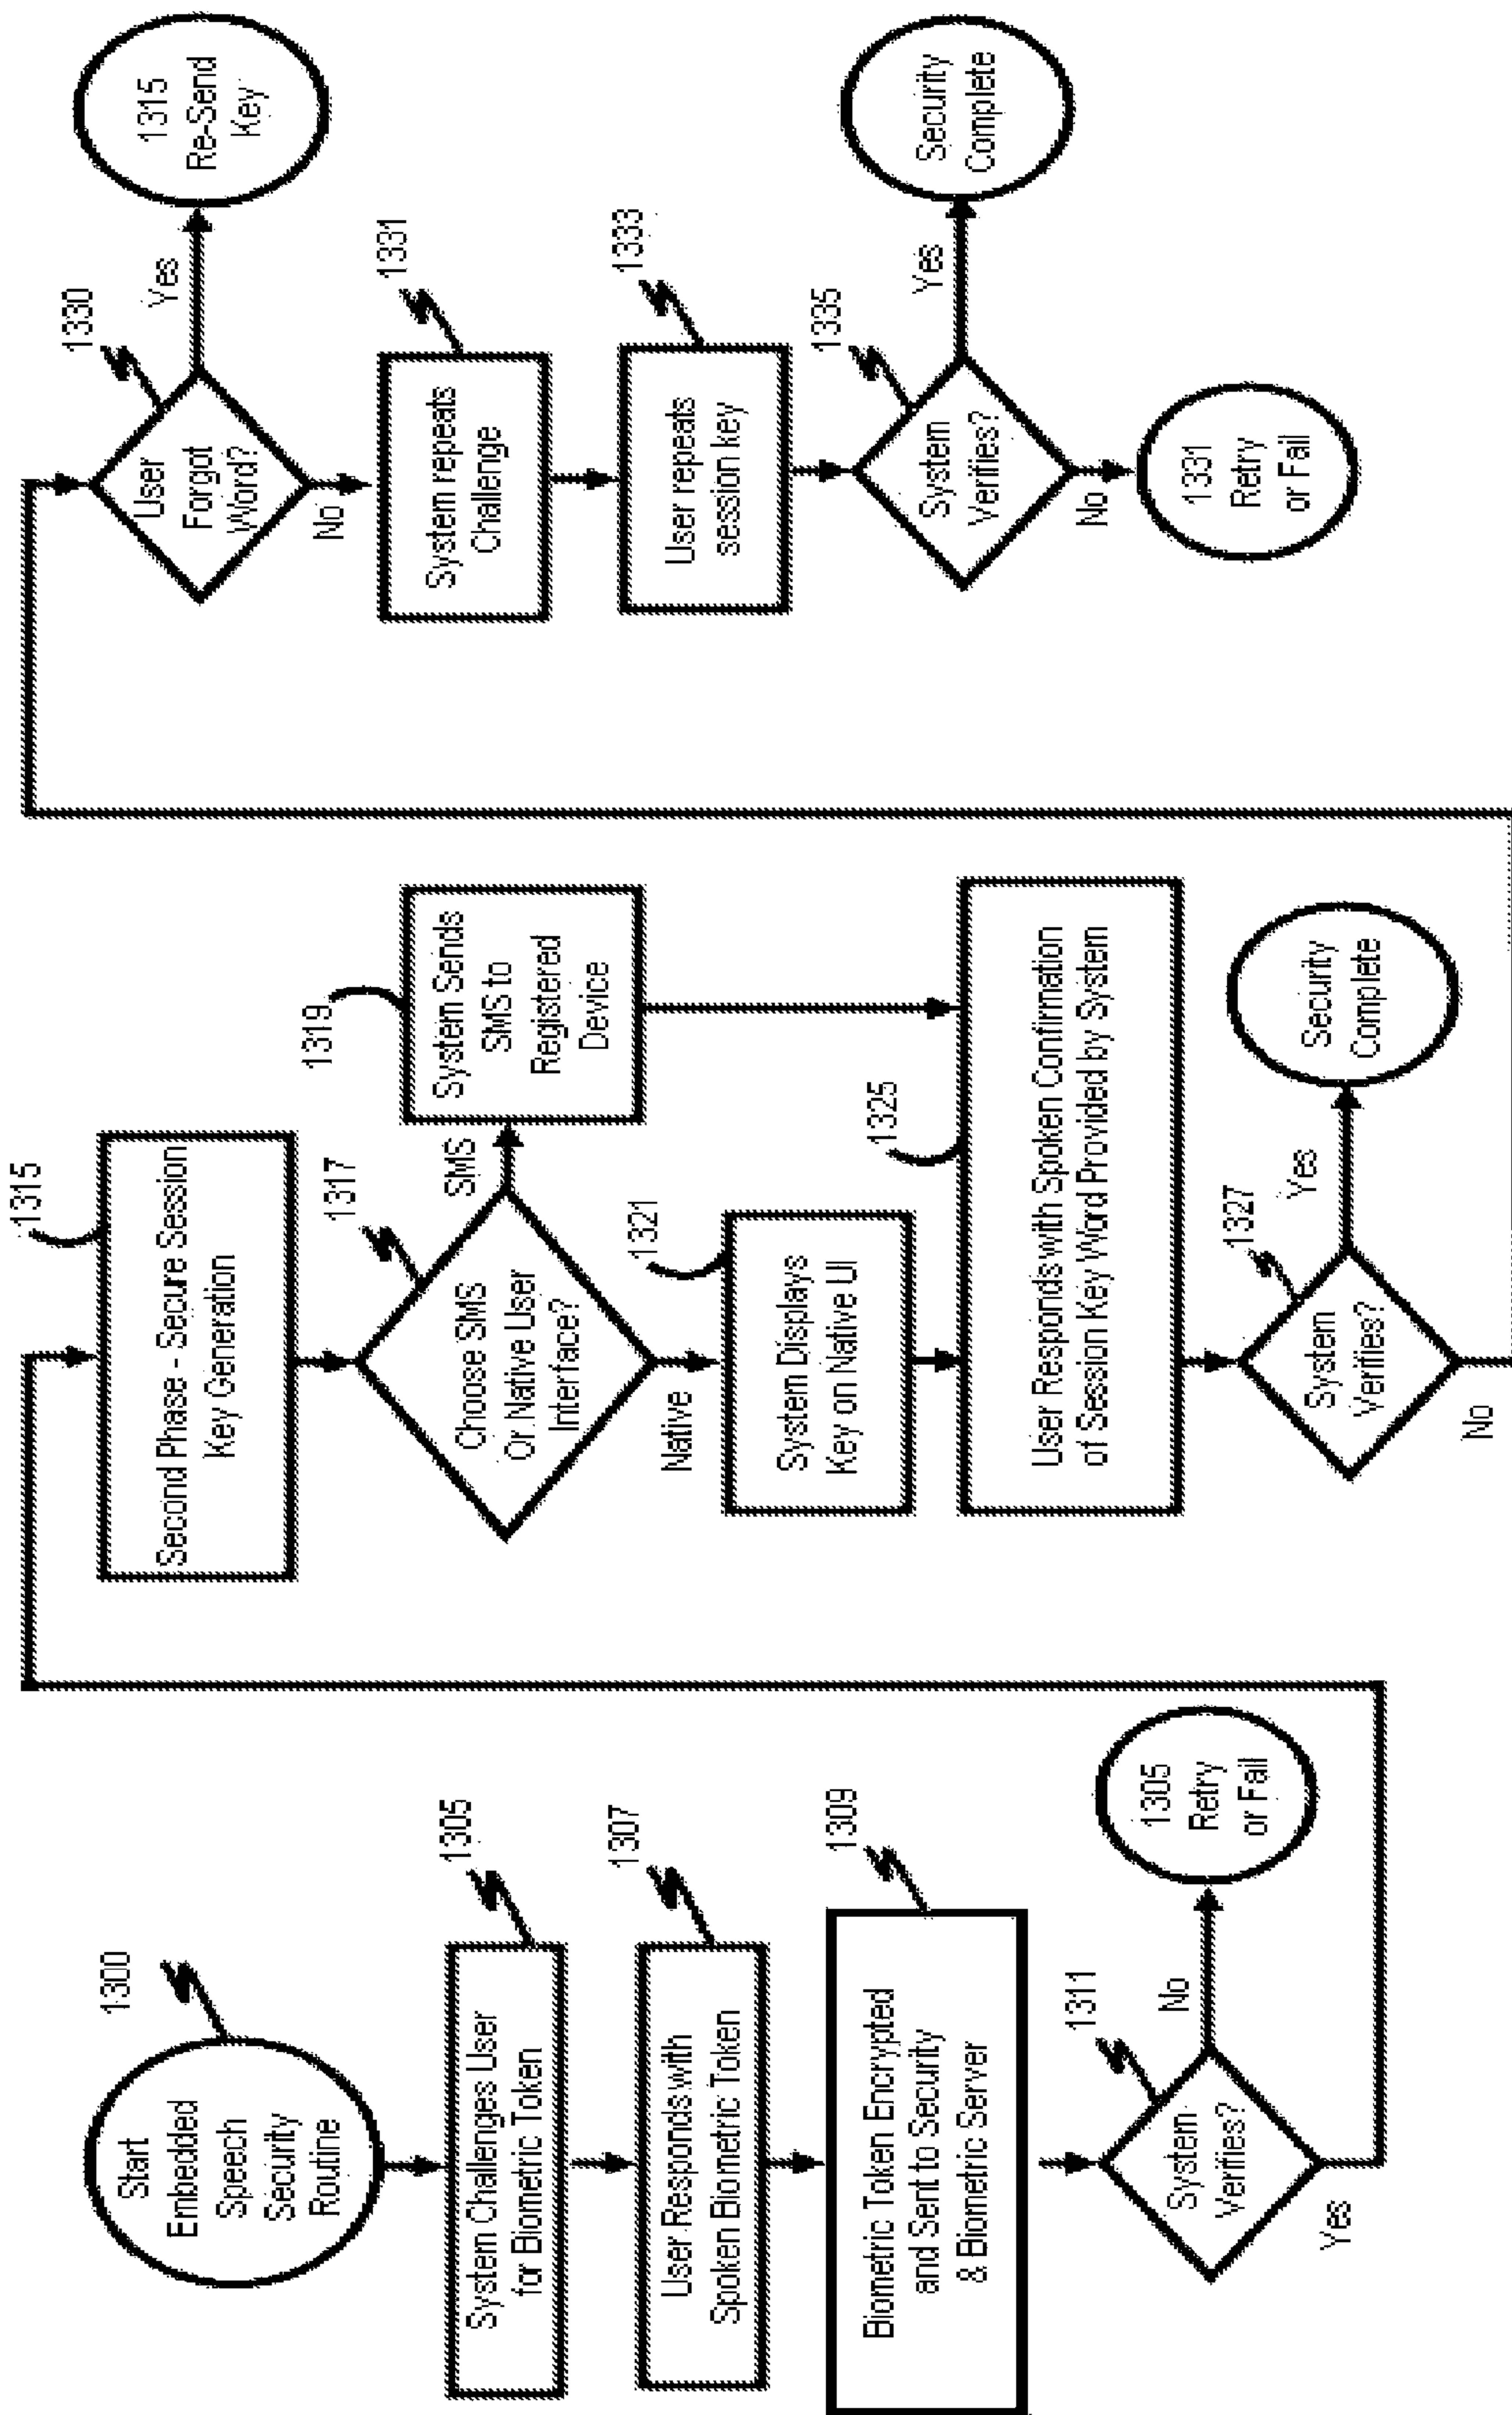 1300
Start
Embedded
Speech
Security
Routine
1305
System Challenges User
for Biometric Token
1307
User Responds with
Spoken Biometric Token
1309
Biometric Token Encrypted
and Sent to Security
& Biometric Server
1311
System
Verifies?
No
1305
Retry
or Fail
Yes
1315
Second Phase - Secure Session
Key Generation
1317
Choose SMS
Or Native User
Interface?
SMS
1319
System Sends
SMS to
Registered
Device
Native
1321
System Displays
Key on Native UI
1325
User Responds with Spoken Confirmation
of Session Key Word Provided by System
1327
System
Verifies?
Yes
Security
Complete
No
1330
User
Forgot
Word?
Yes
1315
Re-Send
Key
No
1331
System repeats
Challenge
1333
User repeats
session key
1335
System
Verifies?
Yes
Security
Complete
No
1331
Retry
or Fail